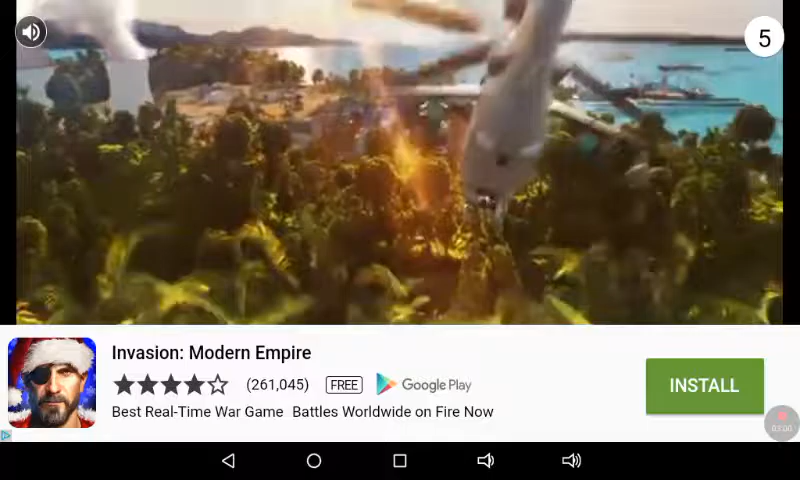 5
Invasion: Modern Empire
(261,045) FREE Google Play
Best Real-Time War Game Battles Worldwide on Fire Now
INSTALL